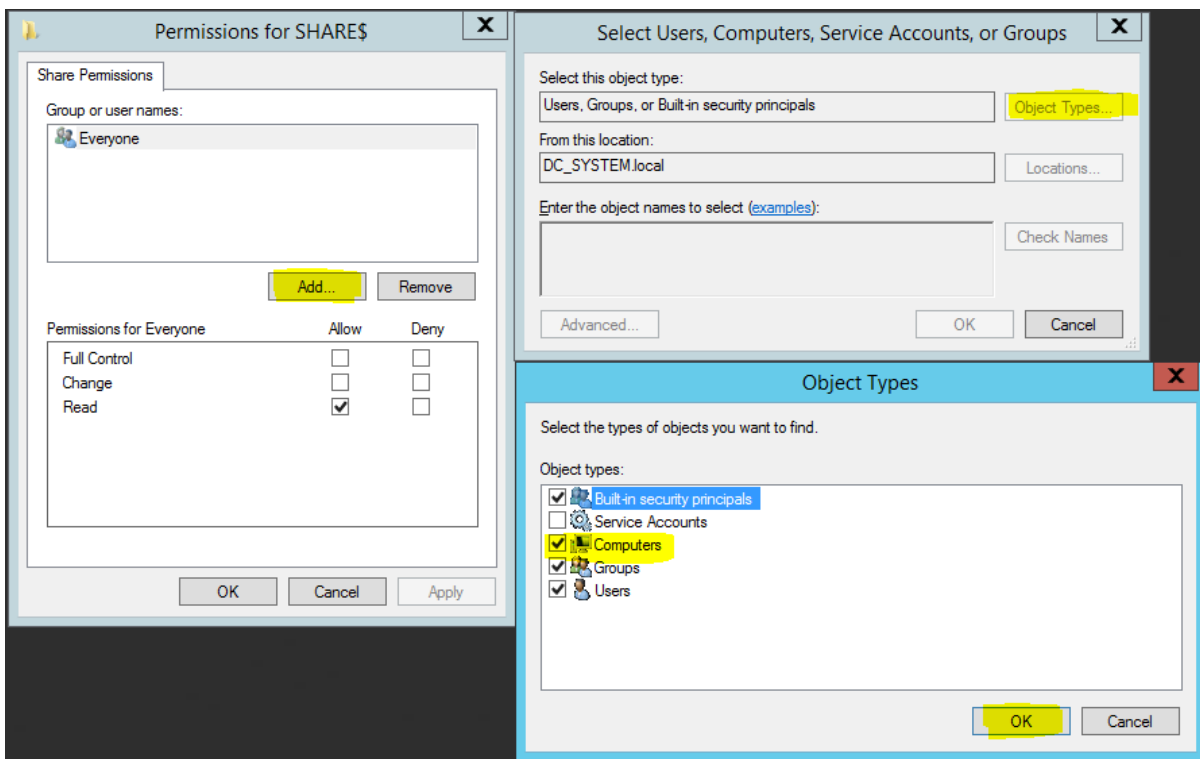 Permissions for SHARE$
X
Share Permissions
Group or user names:
Everyone
Add...
Remove
Permissions for Everyone
Allow
Deny
Full Control
Change
Read
OK
Cancel
Apply
Select Users, Computers, Service Accounts, or Groups
X
Select this object type:
Users, Groups, or Built-in security principals
Object Types...
From this location:
DC_SYSTEM.local
Locations...
Enter the object names to select (examples):
Check Names
Advanced...
OK
Cancel
Object Types
X
Select the types of objects you want to find.
Object types:
Built-in security principals
Service Accounts
Computers
Groups
Users
OK
Cancel